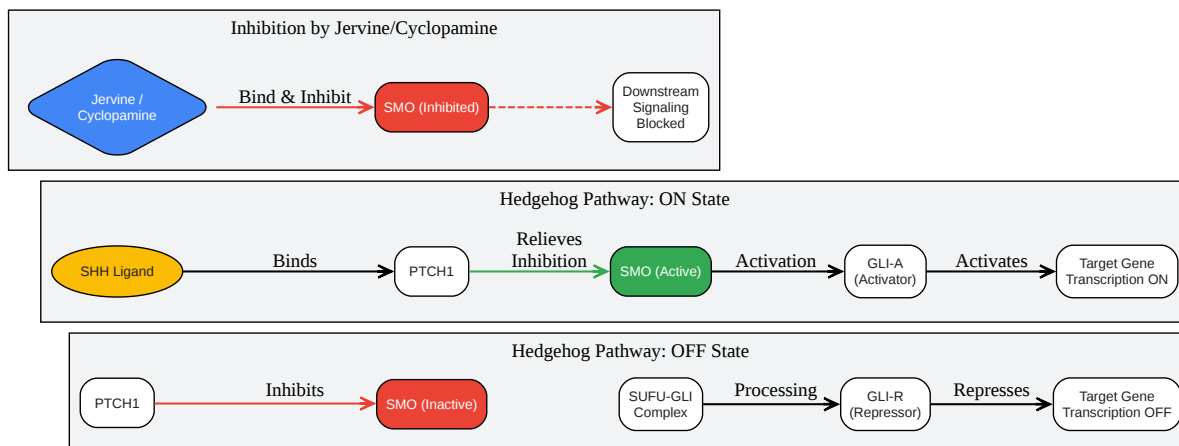 Inhibition by Jervine/Cyclopamine
Jervine /
Cyclopamine
Bind & Inhibit
SMO (Inhibited)
Downstream
Signaling
Blocked
Hedgehog Pathway: ON State
SHH Ligand
Binds
PTCH1
Relieves
Inhibition
SMO (Active)
Activation
GLI-A
(Activator)
Activates
Target Gene
Transcription ON
Hedgehog Pathway: OFF State
PTCH1
Inhibits
SMO (Inactive)
SUFU-GLI
Complex
Processing
GLI-R
(Repressor)
Represses
Target Gene
Transcription OFF